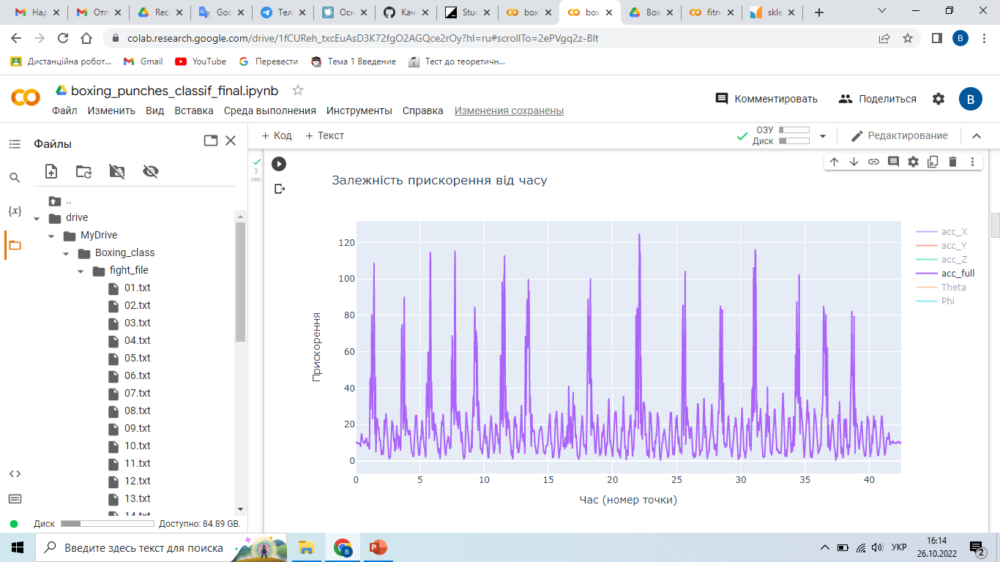 Над
Отп
Rec
Goc
Теле
Осн
Кач
Stuc
box
box
Box
fitn
skle
colab.research.google.com/drive/1fCUReh_txcEuAsD3K72fgO2AGQce2rOy?hl=ru#scrollTo=2ePVgq2z-BIt
B
Дистанційна робот...
Gmail
YouTube
Перевести
Тема 1 Введение
Тест до теоретичн...
boxing_punches_classif_final.ipynb
Файл Изменить Вид Вставка Среда выполнения Инструменты Справка Изменения сохранены
Комментировать
Поделиться
B
Файлы
+ Код + Текст
ОЗУ
Диск
Редактирование
{x}
..
drive
MyDrive
Boxing_class
fight_file
01.txt
02.txt
03.txt
04.txt
05.txt
06.txt
07.txt
08.txt
09.txt
10.txt
11.txt
12.txt
13.txt
14.txt
Диск
Доступно: 84.89 GB.
3
сек.
Залежність прискорення від часу
Прискорення
120
100
80
60
40
20
0
0 5 10 15 20 25 30 35 40
Час (номер точки)
acc_X
acc_Y
acc_Z
acc_full
Theta
Phi
Введите здесь текст для поиска
B
УКР
16:14
26.10.2022
2